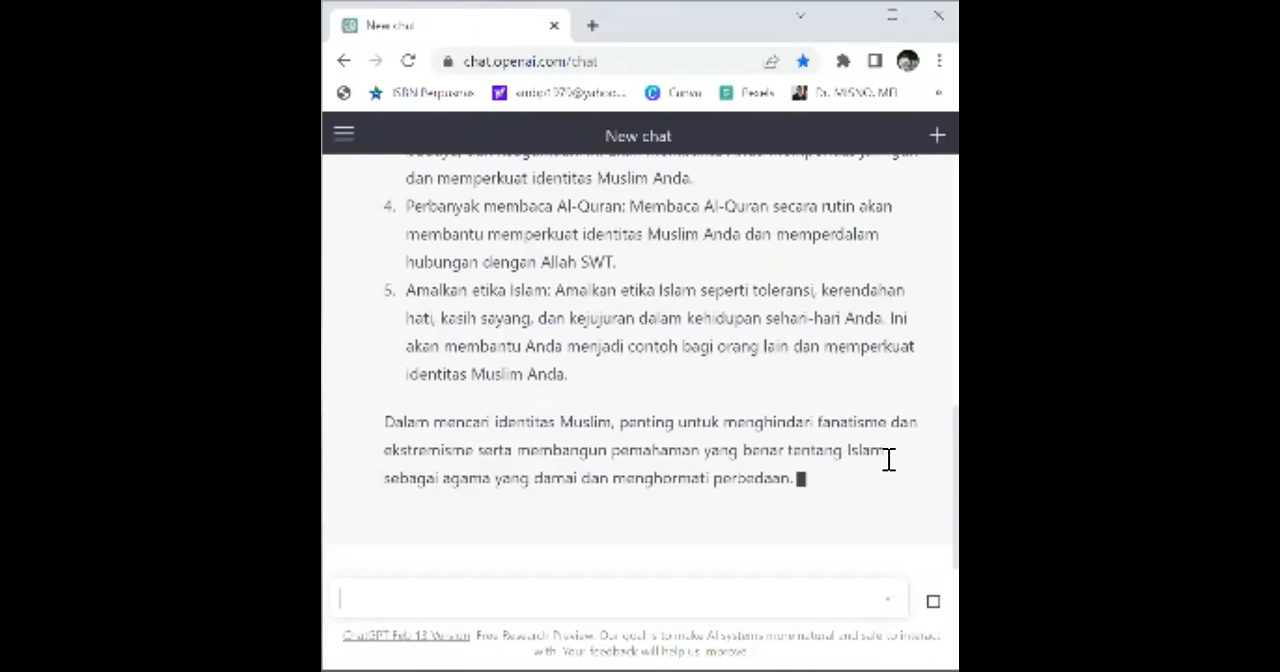 New chat
chat.openai.com/chat
ISBN Perpusnas
Canva
Pexels
Dr. MISNO, MEI
New chat
dan memperkuat identitas Muslim Anda.
4. Perbanyak membaca Al-Quran: Membaca Al-Quran secara rutin akan
membantu memperkuat identitas Muslim Anda dan memperdalam
hubungan dengan Allah SWT.
5. Amalkan etika Islam: Amalkan etika Islam seperti toleransi, kerendahan
hati, kasih sayang, dan kejujuran dalam kehidupan sehari-hari Anda. Ini
akan membantu Anda menjadi contoh bagi orang lain dan memperkuat
identitas Muslim Anda.
Dalam mencari identitas Muslim, penting untuk menghindari fanatisme dan
ekstremisme serta membangun pemahaman yang benar tentang Islam
sebagai agama yang damai dan menghormati perbedaan.
ChatGPT Feb 13 Version. Free Research Preview. Our goal is to make AI systems more natural and safe to interact
with. Your feedback will help us improve.